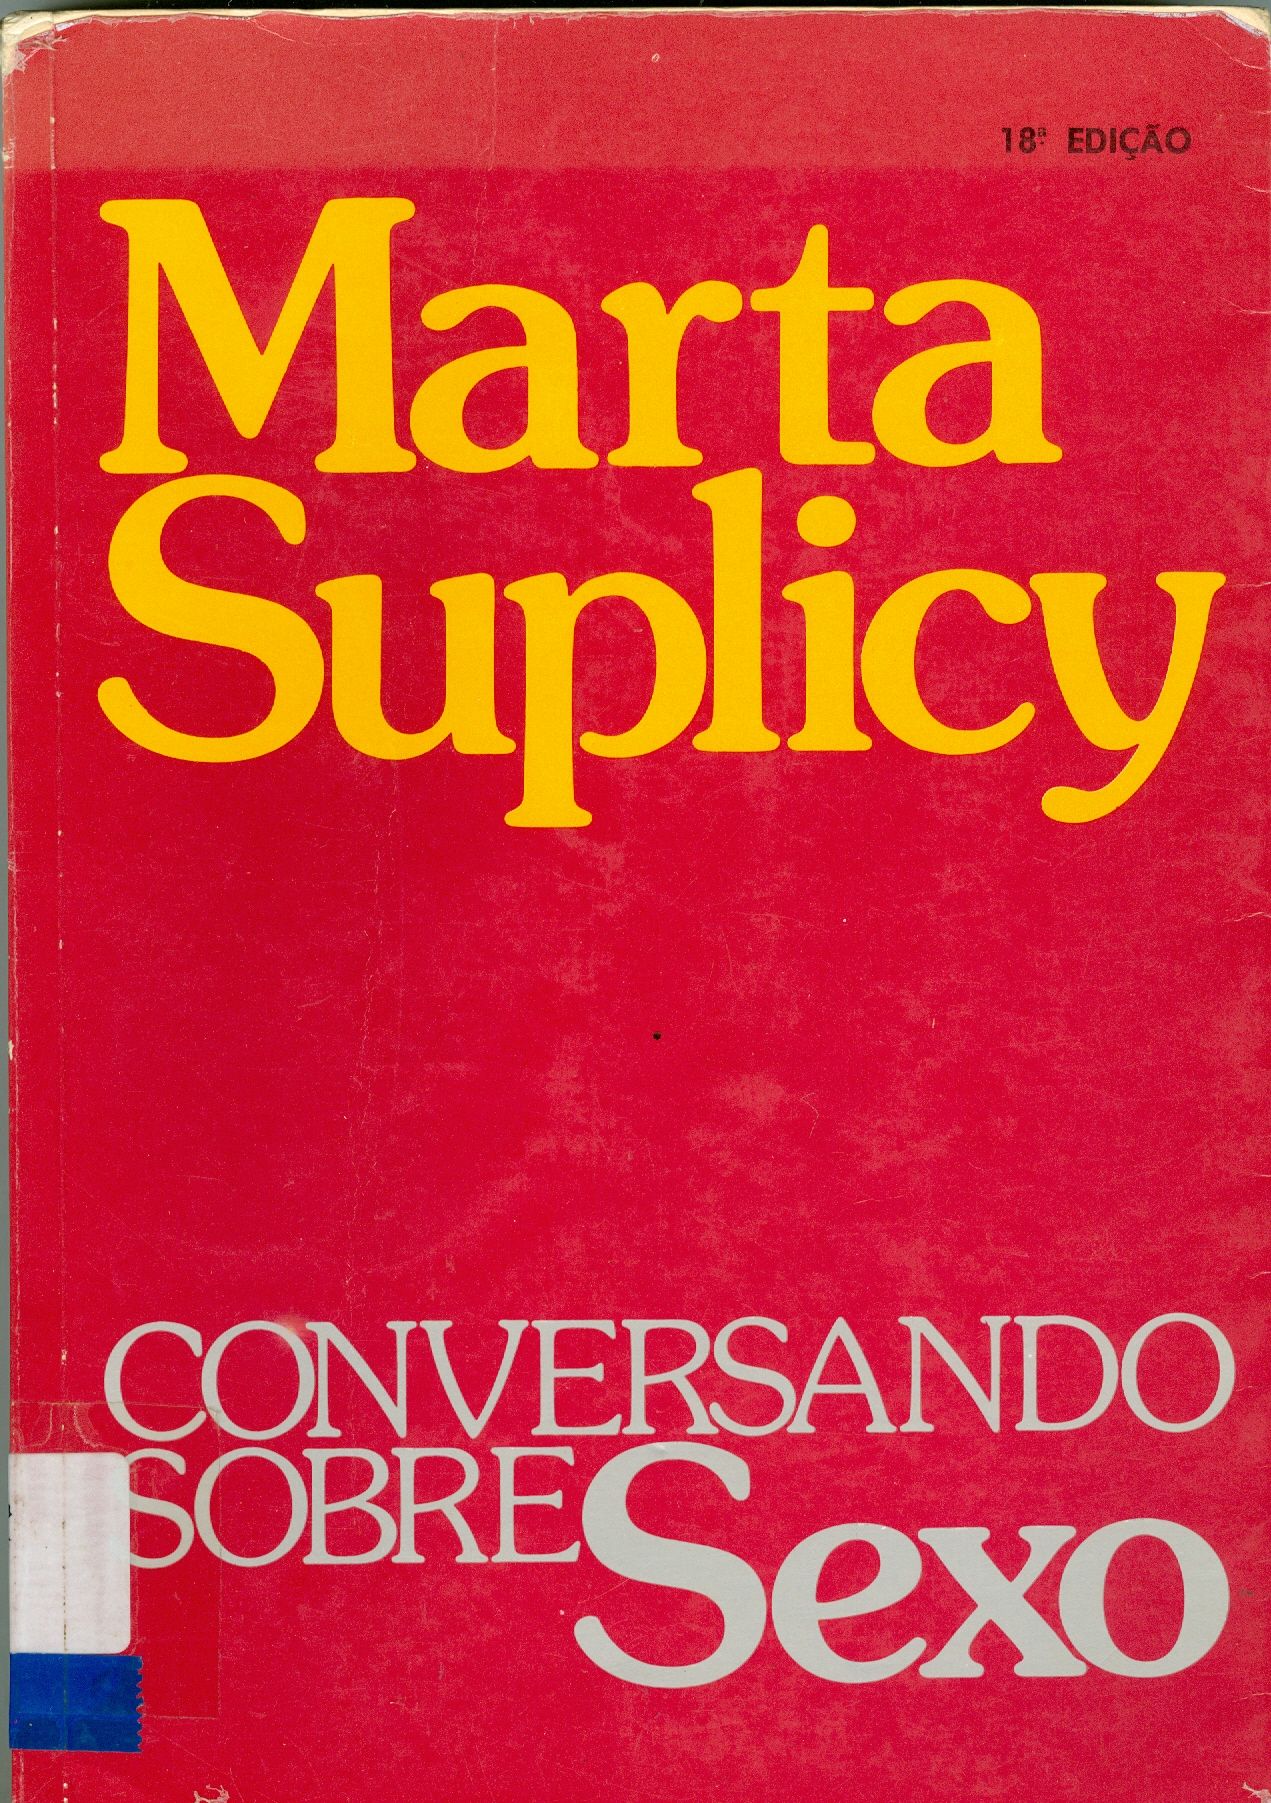 18ª EDIÇÃO
Marta
Suplicy
CONVERSANDO
SOBRE Sexo